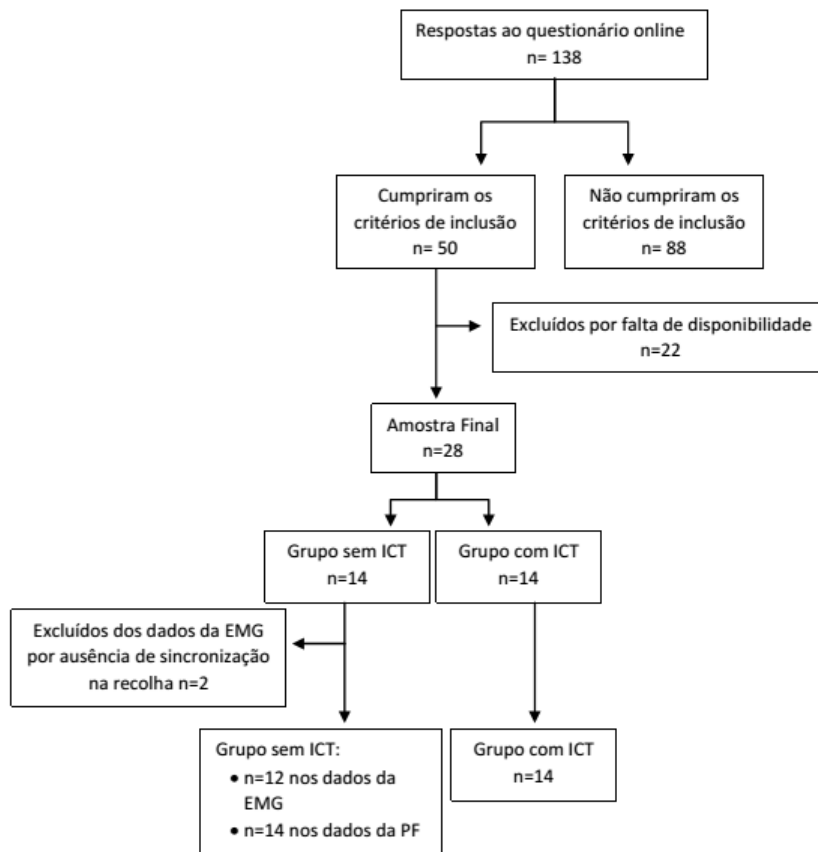 Respostas ao questionário online
n= 138
Cumpriram os
critérios de inclusão
n= 50
Não cumpriram os
critérios de inclusão
n= 88
Excluídos por falta de disponibilidade
n=22
Amostra Final
n=28
Grupo sem ICT
n=14
Grupo com ICT
n=14
Excluídos dos dados da EMG
por ausência de sincronização
na recolha n=2
Grupo sem ICT:
• n=12 nos dados da
EMG
• n=14 nos dados da PF
Grupo com ICT
n=14